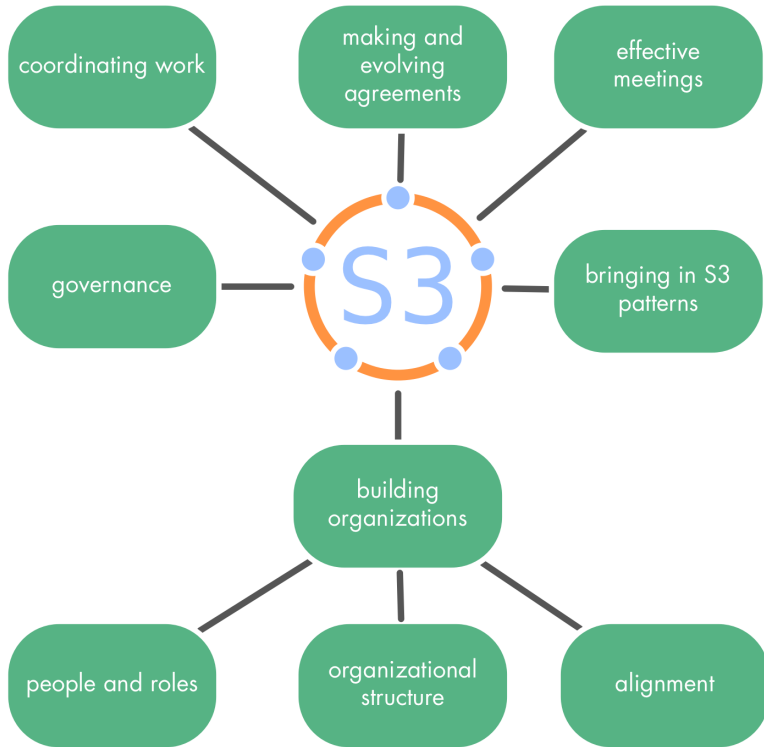 coordinating work
making and
evolving
agreements
effective
meetings
governance
S3
bringing in S3
patterns
building
organizations
people and roles
organizational
structure
alignment